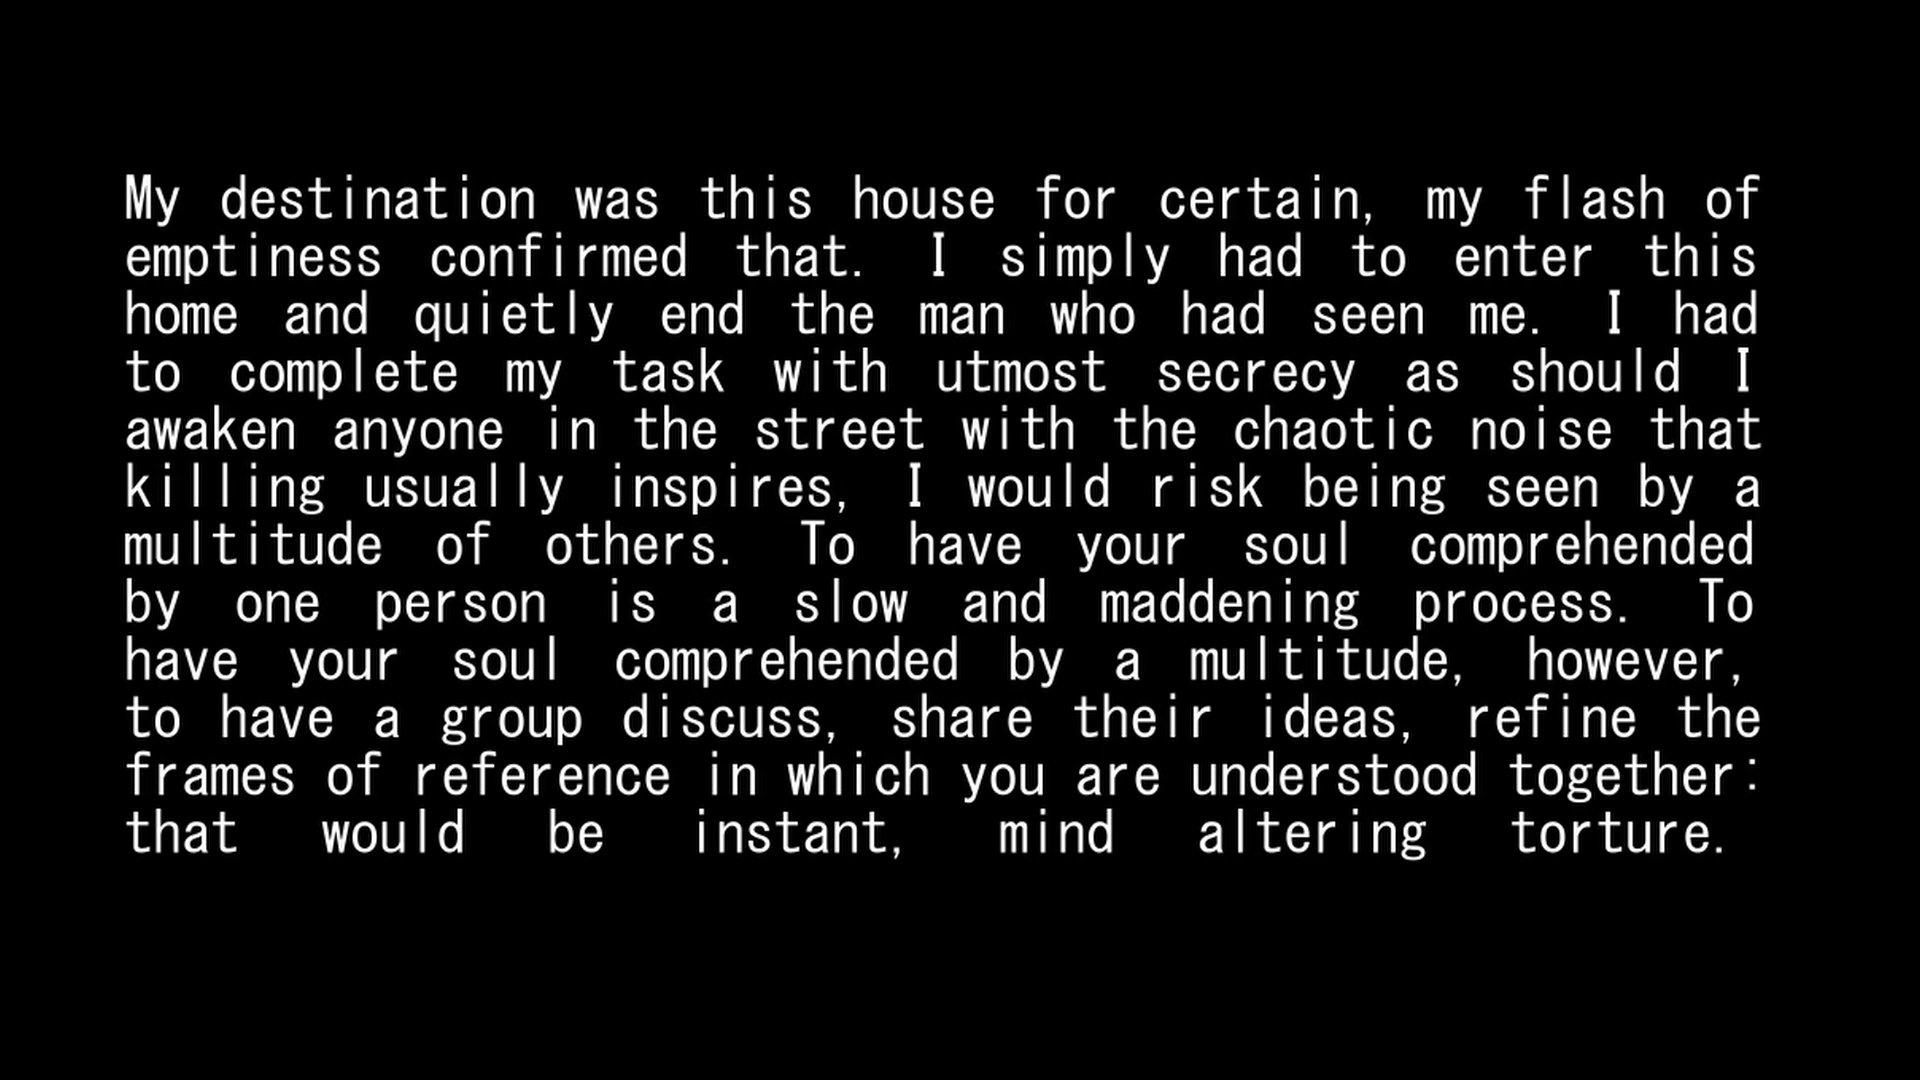 My destination was this house for certain, my flash of
emptiness confirmed that. I simply had to enter this
home and quietly end the man who had seen me. I had
to complete my task with utmost secrecy as should I
awaken anyone in the street with the chaotic noise that
killing usually inspires, I would risk being seen by a
multitude of others. To have your soul comprehended
by one person is a slow and maddening process. To
have your soul comprehended by a multitude, however,
to have a group discuss, share their ideas, refine the
frames of reference in which you are understood together:
that would be instant, mind altering torture.